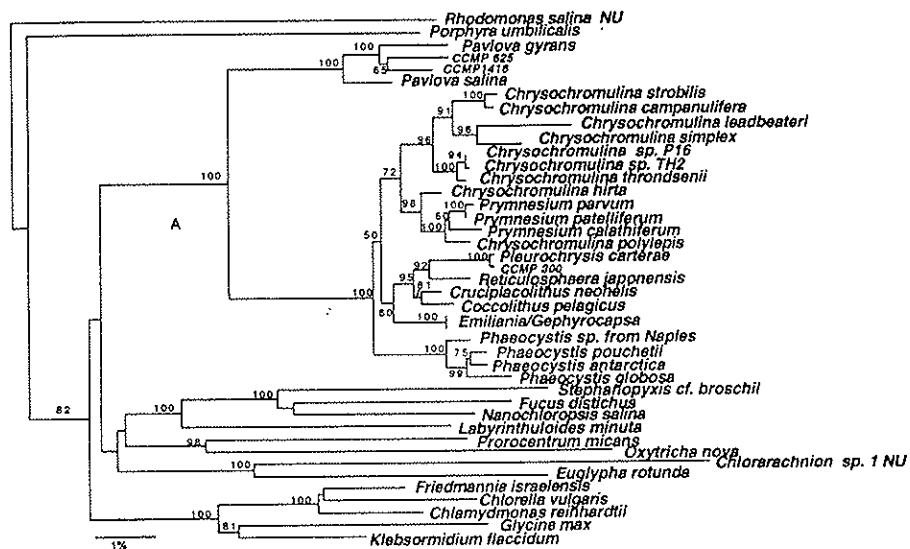 Rhodomonas salina NU
Porphyra umbilicalis
Pavlova gyrans
100
CCMP 625
65
CCMP1416
100
Pavlova salina
Chrysochromulina strobilis
100
Chrysochromulina campanulifera
91
Chrysochromulina leadbeateri
96
98
Chrysochromulina simplex
Chrysochromulina sp. P16
94
Chrysochromulina sp. TH2
100
Chrysochromulina throndsenii
72
100
Chrysochromulina hirta
98
100
Prymnesium parvum
60
Prymnesium patelliferum
A
100
Prymnesium calathiferum
50
Chrysochromulina polylepis
Pleurochrysis carterae
100
92
CCMP 300
95
Reticulosphaera japonensis
81
Cruciplacolithus neohelis
100
Coccolithus pelagicus
60
100
Emiliania/Gephyrocapsa
Phaeocystis sp. from Naples
100
75
Phaeocystis pouchetii
Phaeocystis antarctica
99
Phaeocystis globosa
100
Stephanopyxis cf. broschii
82
100
Fucus distichus
Nanochloropsis salina
Labyrinthuloides minuta
98
Prorocentrum micans
Oxytricha nova
100
Chlorarachnion sp. 1 NU
Euglypha rotunda
Friedmannie israelensis
100
Chlorella vulgaris
100
Chlamydmonas reinhardtii
81
Glycine max
Klebsormidium flaccidum
1%